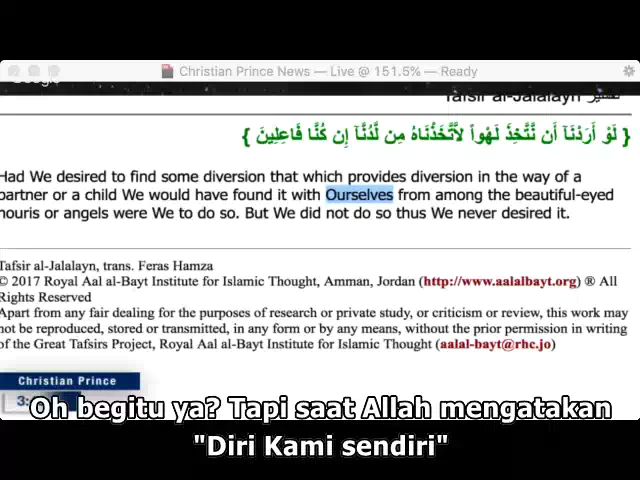 Christian Prince News — Live @ 151.5% — Ready
Tafsir al-Jalalayn تفسير
{ لَوْ أَرَدْنَآ أَن نَّتَّخِذَ لَهْواً لاَّتَّخَذْنَاهُ مِن لَّدُنَّآ إِن كُنَّا فَاعِلِينَ }
Had We desired to find some diversion that which provides diversion in the way of a
partner or a child We would have found it with Ourselves from among the beautiful-eyed
houris or angels were We to do so. But We did not do so thus We never desired it.
Tafsir al-Jalalayn, trans. Feras Hamza
© 2017 Royal Aal al-Bayt Institute for Islamic Thought, Amman, Jordan (http://www.aalalbayt.org) ® All
Rights Reserved
Apart from any fair dealing for the purposes of research or private study, or criticism or review, this work may
not be reproduced, stored or transmitted, in any form or by any means, without the prior permission in writing
of the Great Tafsirs Project, Royal Aal al-Bayt Institute for Islamic Thought (aalal-bayt@rhc.jo)
Christian Prince
Oh begitu ya? Tapi saat Allah mengatakan
"Diri Kami sendiri"